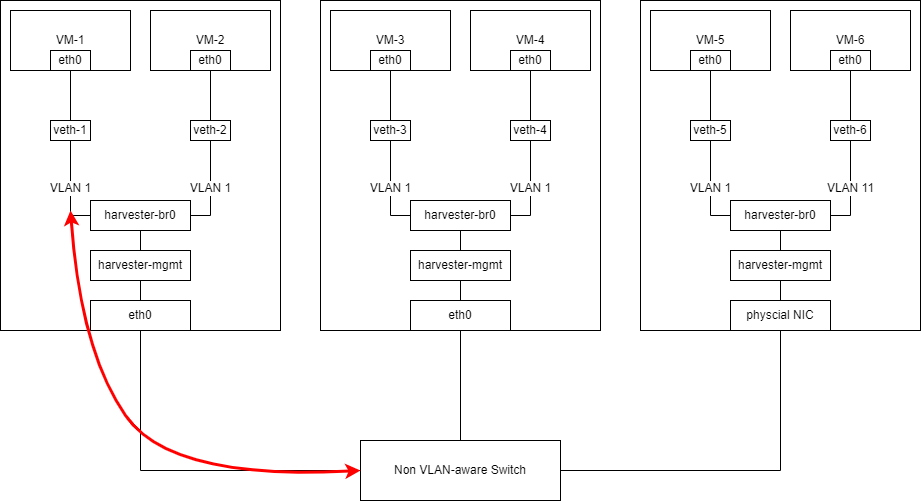 VM-1
eth0
VM-2
eth0
VM-3
eth0
VM-4
eth0
VM-5
eth0
VM-6
eth0
veth-1
veth-2
veth-3
veth-4
veth-5
veth-6
VLAN 1
VLAN 1
VLAN 1
VLAN 1
VLAN 1
VLAN 11
harvester-br0
harvester-br0
harvester-br0
harvester-mgmt
harvester-mgmt
harvester-mgmt
eth0
eth0
physcial NIC
Non VLAN-aware Switch